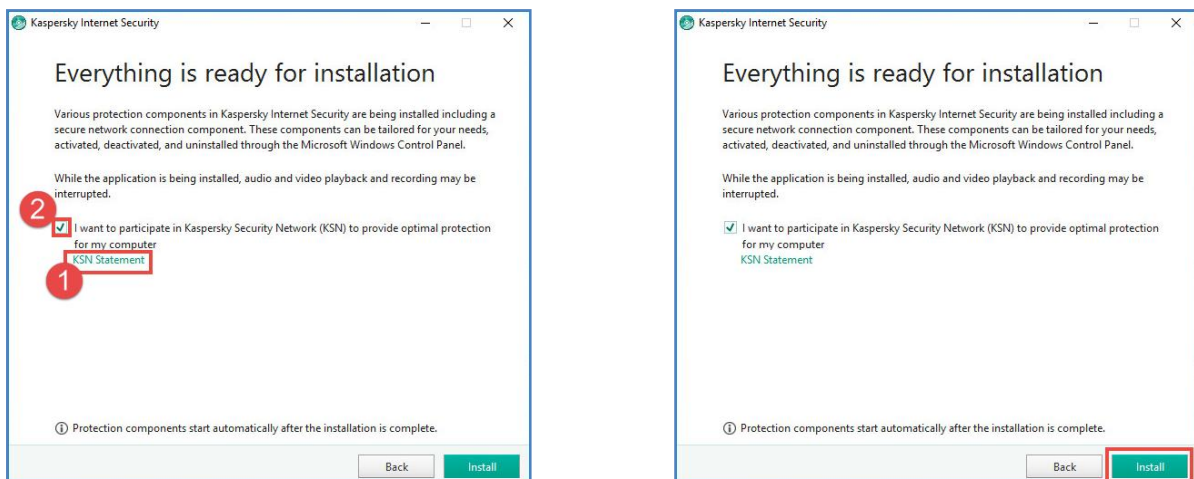 Kaspersky Internet Security
Everything is ready for installation
Various protection components in Kaspersky Internet Security are being installed including a
secure network connection component. These components can be tailored for your needs,
activated, deactivated, and uninstalled through the Microsoft Windows Control Panel.
While the application is being installed, audio and video playback and recording may be
interrupted.
2
I want to participate in Kaspersky Security Network (KSN) to provide optimal protection
for my computer
KSN Statement
1
Protection components start automatically after the installation is complete.
Back
Install
Kaspersky Internet Security
Everything is ready for installation
Various protection components in Kaspersky Internet Security are being installed including a
secure network connection component. These components can be tailored for your needs,
activated, deactivated, and uninstalled through the Microsoft Windows Control Panel.
While the application is being installed, audio and video playback and recording may be
interrupted.
I want to participate in Kaspersky Security Network (KSN) to provide optimal protection
for my computer
KSN Statement
Protection components start automatically after the installation is complete.
Back
Install